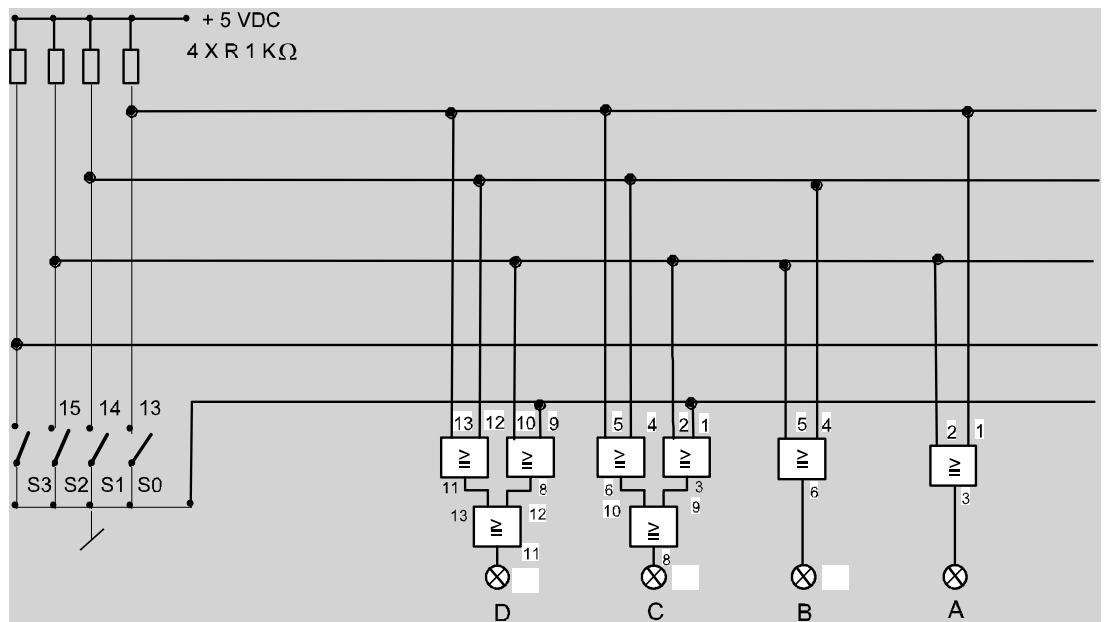 + 5 VDC
4 X R 1 KΩ
15 14 13
S3 S2 S1 S0
13 12 10 9 5 4 2 1 5 4 2 1
≥ ≥ ≥ ≥ ≥ ≥
11 8 6 3 6 3
13 12 10 9
≥ ≥
11 8
D C B A